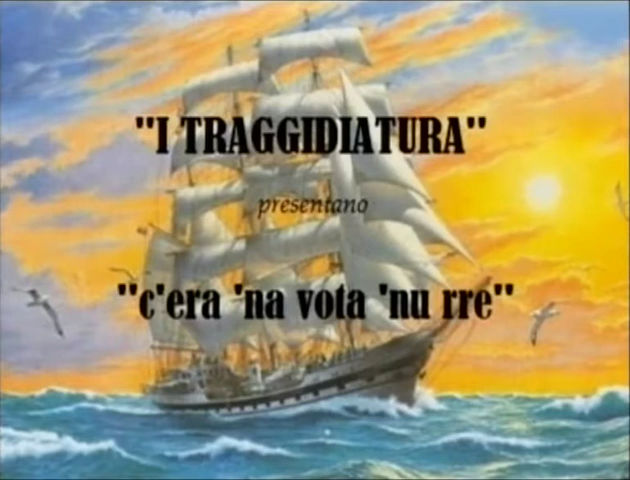 "I TRAGGIDIATURA"
presentano
"c'era 'na vota 'nu rre"